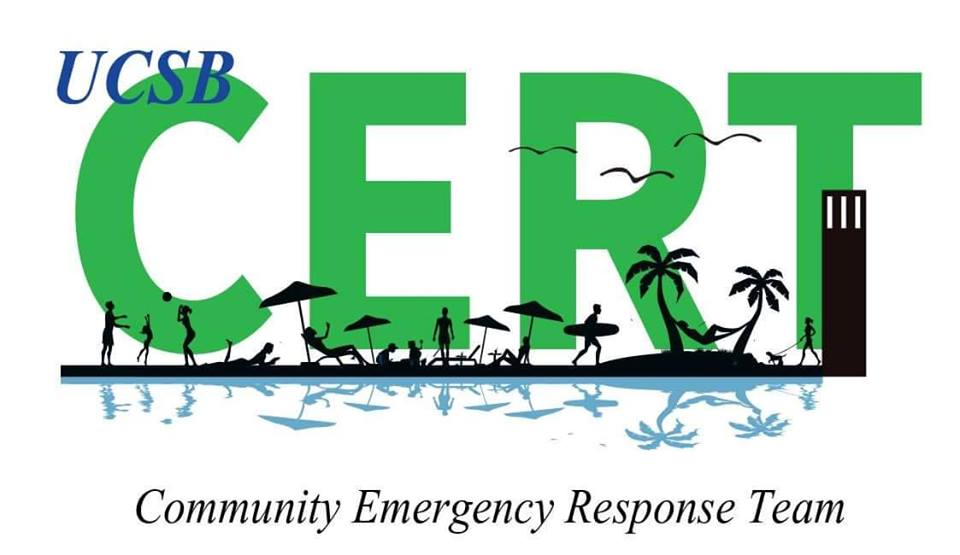 UCSB
CERT
Community Emergency Response Team